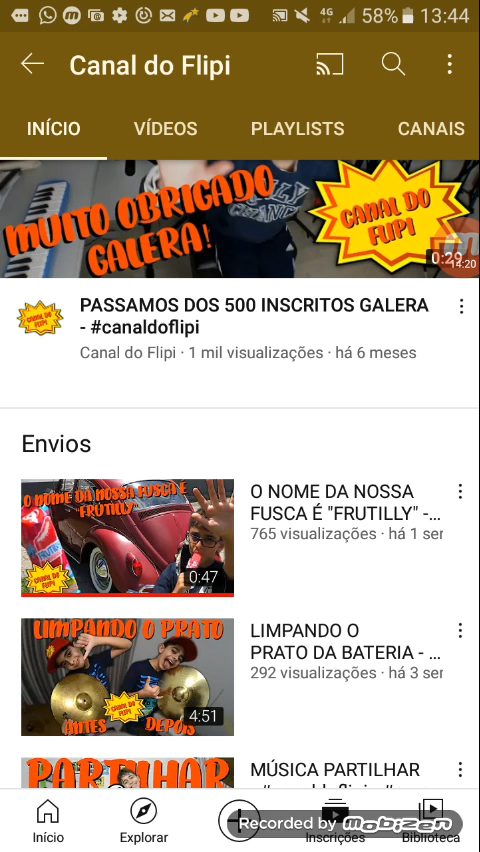 4G 58% 13:44
Canal do Flipi
INÍCIO VÍDEOS PLAYLISTS CANAIS
MUITO OBRIGADO
GALERA!
CANAL DO
FLIPI
0:29
14:20
PASSAMOS DOS 500 INSCRITOS GALERA
- #canaldoflipi
Canal do Flipi · 1 mil visualizações · há 6 meses
Envios
O NOME DA NOSSA FUSCA É
"FRUTILLY"
CANAL DO
FLIPI
0:47
O NOME DA NOSSA
FUSCA É "FRUTILLY" -...
765 visualizações · há 1 ser
LIMPANDO O PRATO
CANAL DO
FLIPI
ANTES DEPOIS
4:51
LIMPANDO O
PRATO DA BATERIA - ...
292 visualizações · há 3 ser
PARTILHAR
MÚSICA PARTILHAR
Início Explorar Inscrições Biblioteca
Recorded by Mobizen